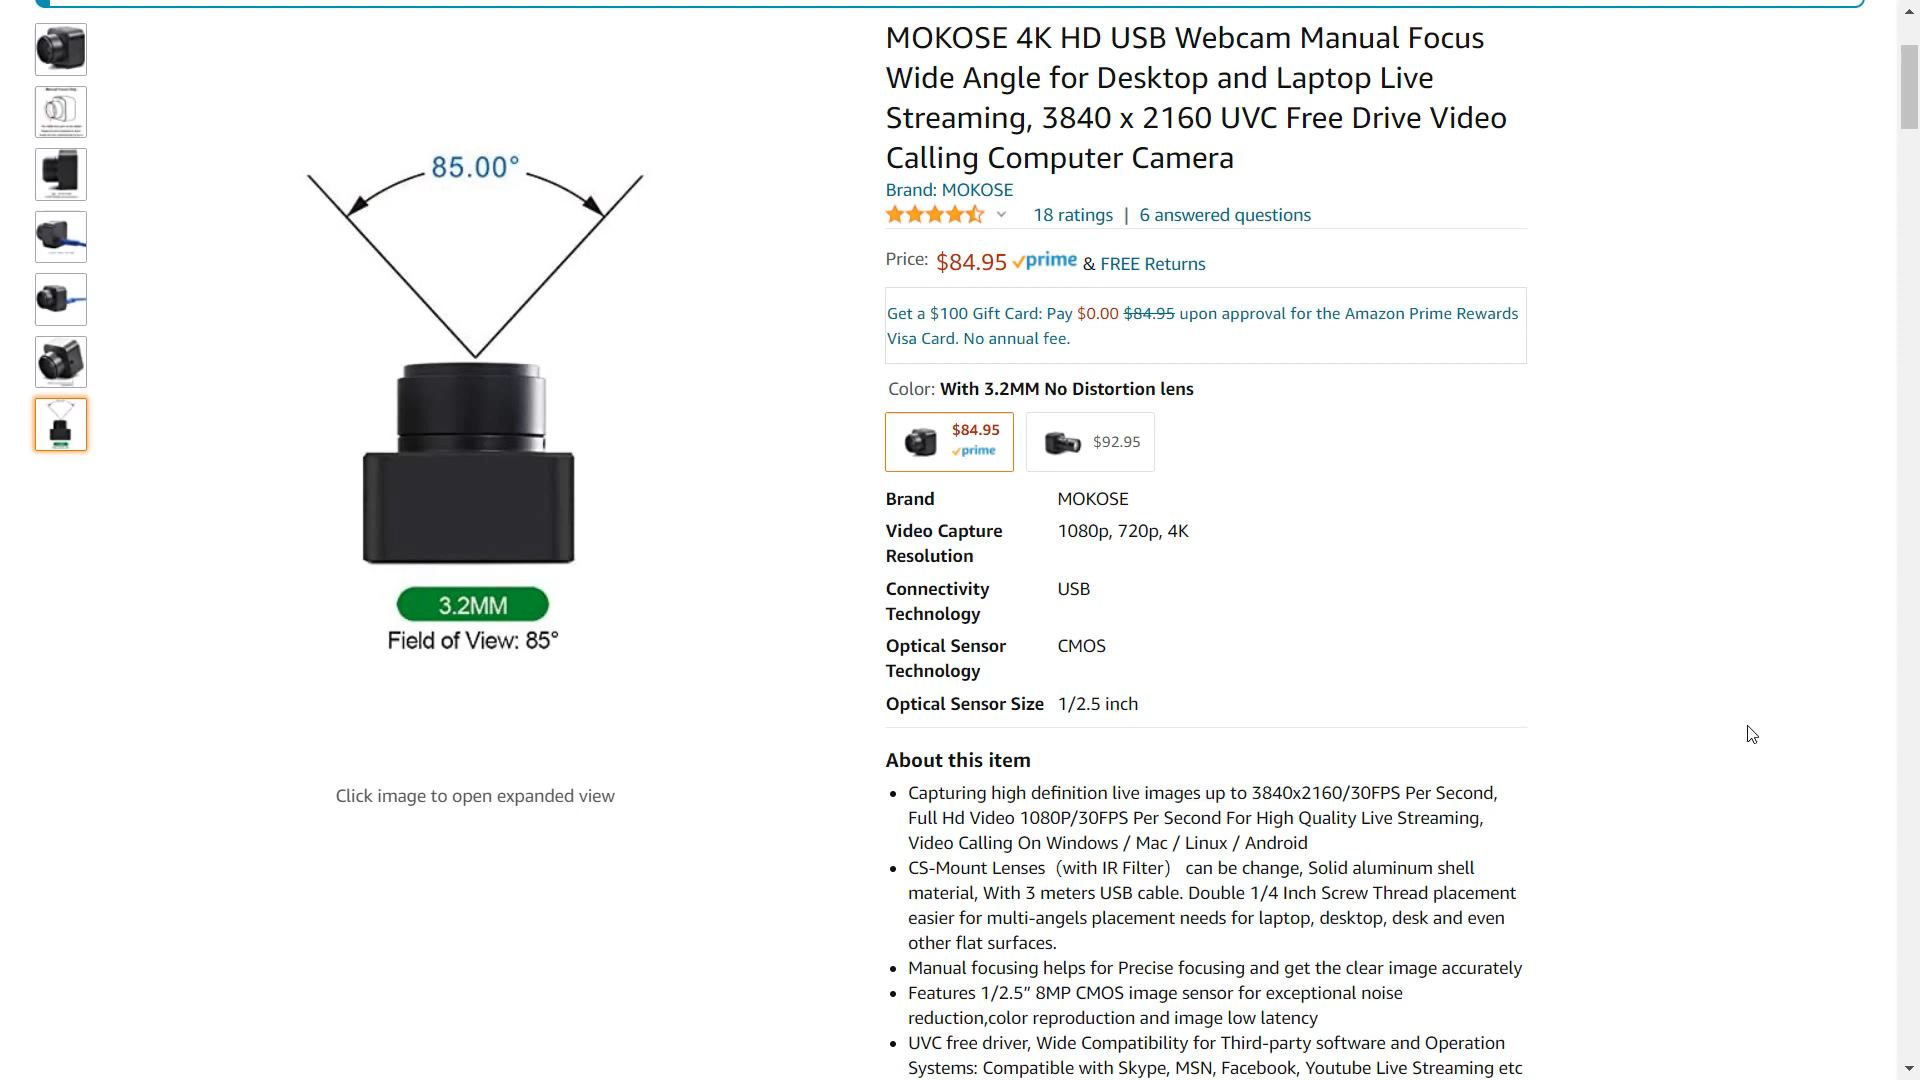 MOKOSE 4K HD USB Webcam Manual Focus
Wide Angle for Desktop and Laptop Live
Streaming, 3840 x 2160 UVC Free Drive Video
Calling Computer Camera
Brand: MOKOSE
18 ratings | 6 answered questions
Price: $84.95 prime & FREE Returns
Get a $100 Gift Card: Pay $0.00 $84.95 upon approval for the Amazon Prime Rewards
Visa Card. No annual fee.
Color: With 3.2MM No Distortion lens
$84.95
prime
$92.95
Brand MOKOSE
Video Capture Resolution 1080p, 720p, 4K
Connectivity Technology USB
Optical Sensor Technology CMOS
Optical Sensor Size 1/2.5 inch
About this item
Capturing high definition live images up to 3840x2160/30FPS Per Second,
Full Hd Video 1080P/30FPS Per Second For High Quality Live Streaming,
Video Calling On Windows / Mac / Linux / Android
CS-Mount Lenses（with IR Filter） can be change, Solid aluminum shell
material, With 3 meters USB cable. Double 1/4 Inch Screw Thread placement
easier for multi-angels placement needs for laptop, desktop, desk and even
other flat surfaces.
Manual focusing helps for Precise focusing and get the clear image accurately
Features 1/2.5” 8MP CMOS image sensor for exceptional noise
reduction,color reproduction and image low latency
UVC free driver, Wide Compatibility for Third-party software and Operation
Systems: Compatible with Skype, MSN, Facebook, Youtube Live Streaming etc
85.00°
3.2MM
Field of View: 85°
Click image to open expanded view